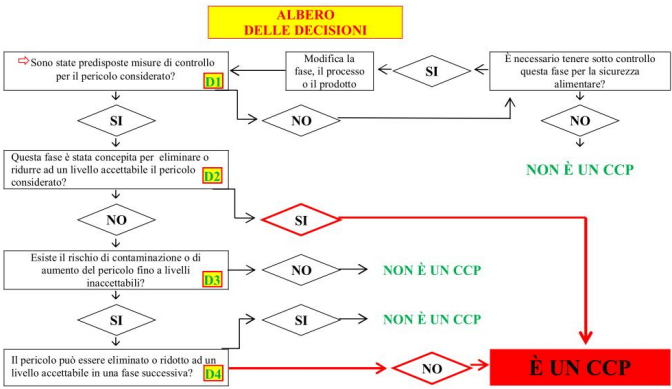 ALBERO
DELLE DECISIONI
Sono state predisposte misure di controllo
per il pericolo considerato?
D1
Modifica la
fase, il processo
o il prodotto
SI
È necessario tenere sotto controllo
questa fase per la sicurezza
alimentare?
SI
NO
NO
NON È UN CCP
Questa fase è stata concepita per eliminare o
ridurre ad un livello accettabile il pericolo
considerato?
D2
NO
SI
Esiste il rischio di contaminazione o di
aumento del pericolo fino a livelli
inaccettabili?
D3
NO
NON È UN CCP
SI
SI
NON È UN CCP
Il pericolo può essere eliminato o ridotto ad un
livello accettabile in una fase successiva?
D4
NO
È UN CCP